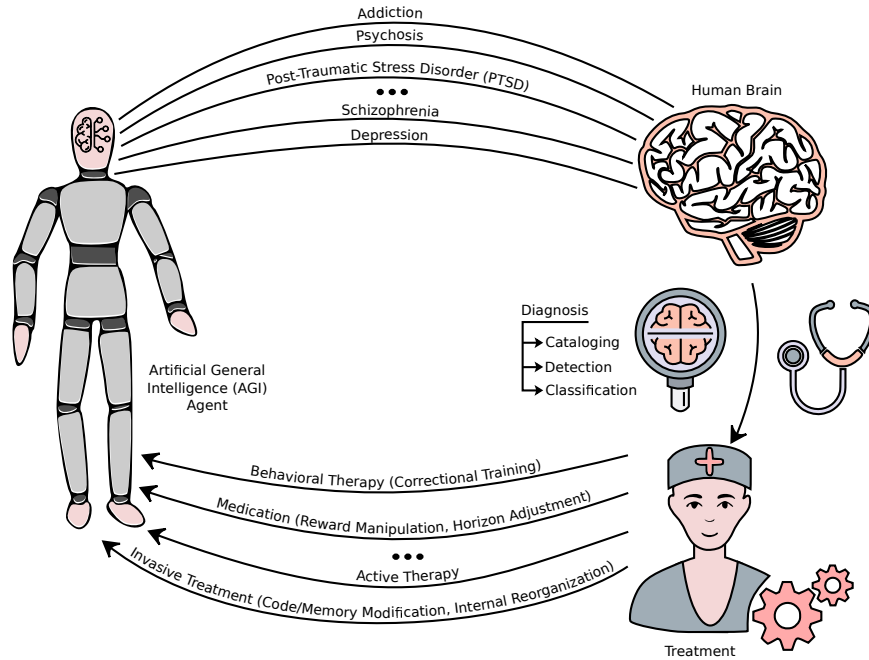 Addiction
Psychosis
Post-Traumatic Stress Disorder (PTSD)
Schizophrenia
Depression
Human Brain
Diagnosis
Cataloging
Detection
Classification
Artificial General
Intelligence (AGI)
Agent
Behavioral Therapy (Correctional Training)
Medication (Reward Manipulation, Horizon Adjustment)
Active Therapy
Invasive Treatment (Code/Memory Modification, Internal Reorganization)
Treatment